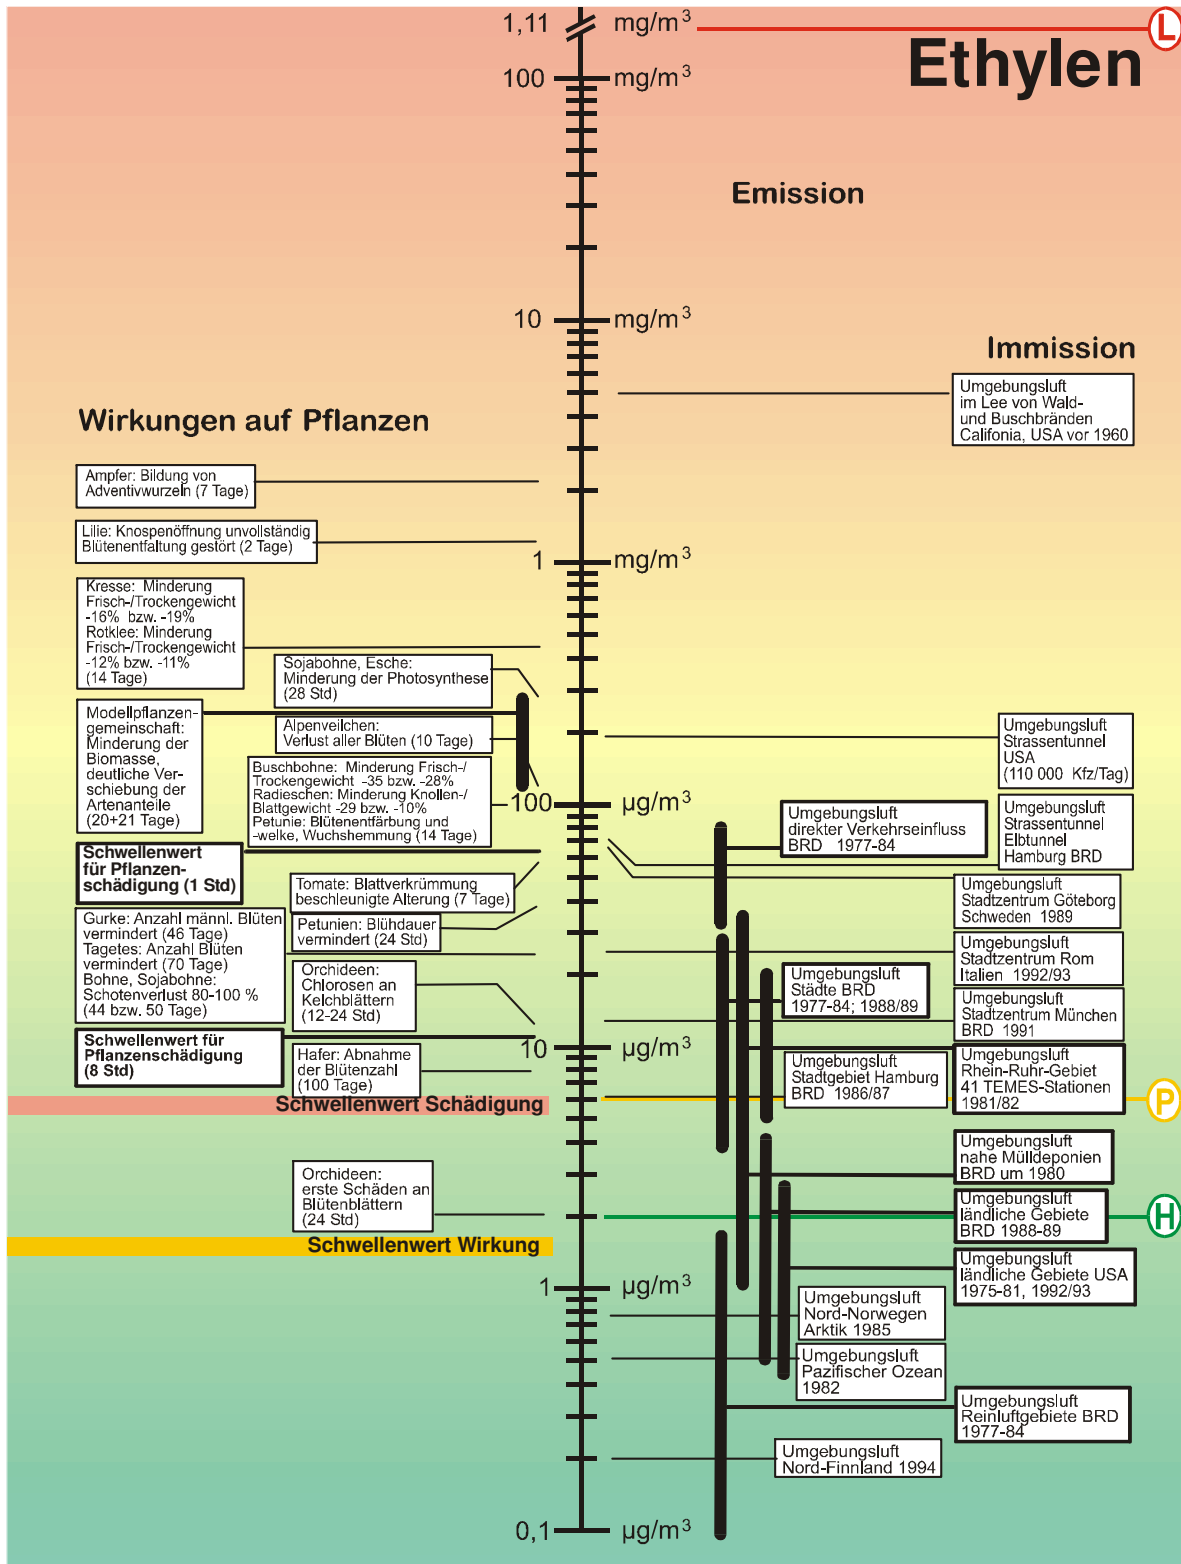 1,11 mg/m³
L
Ethylen
100 mg/m³
Emission
10 mg/m³
Immission
Umgebungsluft
im Lee von Wald-
und Buschbränden
Califonia, USA vor 1960
Wirkungen auf Pflanzen
Ampfer: Bildung von
Adventivwurzeln (7 Tage)
Lilie: Knospenöffnung unvollständig
Blütenentfaltung gestört (2 Tage)
1 mg/m³
Kresse: Minderung
Frisch-/Trockengewicht
-16% bzw. -19%
Rotklee: Minderung
Frisch-/Trockengewicht
-12% bzw. -11%
(14 Tage)
Sojabohne, Esche:
Minderung der Photosynthese
(28 Std)
Modellpflanzen-
gemeinschaft:
Minderung der
Biomasse,
deutliche Ver-
schiebung der
Artenanteile
(20+21 Tage)
Alpenveilchen:
Verlust aller Blüten (10 Tage)
Umgebungsluft
Strassentunnel
USA
(110 000 Kfz/Tag)
Buschbohne: Minderung Frisch-/
Trockengewicht -35 bzw. -28%
Radieschen: Minderung Knollen-/
Blattgewicht -29 bzw. -10%
Petunie: Blütenentfärbung und
-welke, Wuchshemmung (14 Tage)
100 µg/m³
Umgebungsluft
direkter Verkehrseinfluss
BRD 1977-84
Umgebungsluft
Strassentunnel
Elbtunnel
Hamburg BRD
Schwellenwert
für Pflanzen-
schädigung (1 Std)
Tomate: Blattverkrümmung
beschleunigte Alterung (7 Tage)
Umgebungsluft
Stadtzentrum Göteborg
Schweden 1989
Gurke: Anzahl männl. Blüten
vermindert (46 Tage)
Tagetes: Anzahl Blüten
vermindert (70 Tage)
Bohne, Sojabohne:
Schotenverlust 80-100 %
(44 bzw. 50 Tage)
Petunien: Blühdauer
vermindert (24 Std)
Umgebungsluft
Stadtzentrum Rom
Italien 1992/93
Orchideen:
Chlorosen an
Kelchblättern
(12-24 Std)
Umgebungsluft
Städte BRD
1977-84; 1988/89
Umgebungsluft
Stadtzentrum München
BRD 1991
Schwellenwert für
Pflanzenschädigung
(8 Std)
10 µg/m³
Hafer: Abnahme
der Blütenzahl
(100 Tage)
Umgebungsluft
Stadtgebiet Hamburg
BRD 1986/87
Umgebungsluft
Rhein-Ruhr-Gebiet
41 TEMES-Stationen
1981/82
Schwellenwert Schädigung
P
Umgebungsluft
nahe Mülldeponien
BRD um 1980
Orchideen:
erste Schäden an
Blütenblättern
(24 Std)
Umgebungsluft
ländliche Gebiete
BRD 1988-89
H
Schwellenwert Wirkung
Umgebungsluft
ländliche Gebiete USA
1975-81, 1992/93
1 µg/m³
Umgebungsluft
Nord-Norwegen
Arktik 1985
Umgebungsluft
Pazifischer Ozean
1982
Umgebungsluft
Reinluftgebiete BRD
1977-84
Umgebungsluft
Nord-Finnland 1994
0,1 µg/m³